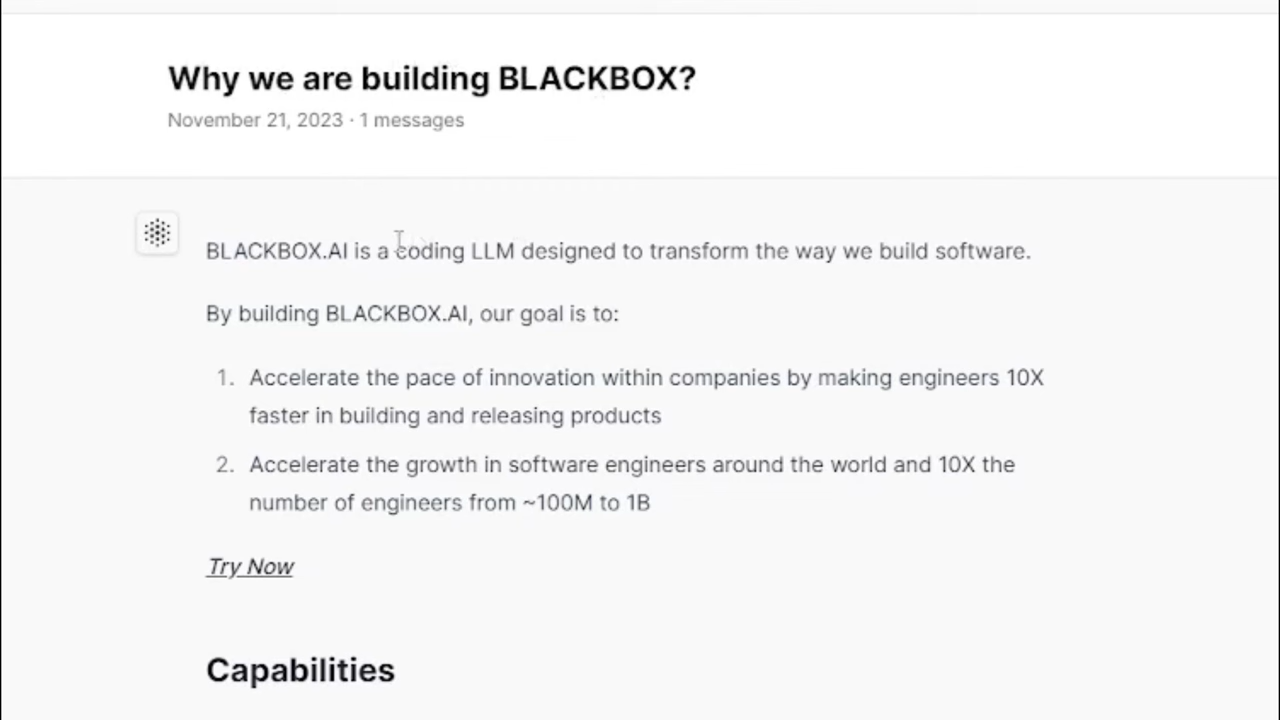 Why we are building BLACKBOX?
November 21, 2023 · 1 messages
BLACKBOX.AI is a coding LLM designed to transform the way we build software.
By building BLACKBOX.AI, our goal is to:
1. Accelerate the pace of innovation within companies by making engineers 10X
faster in building and releasing products
2. Accelerate the growth in software engineers around the world and 10X the
number of engineers from ~100M to 1B
Try Now
Capabilities